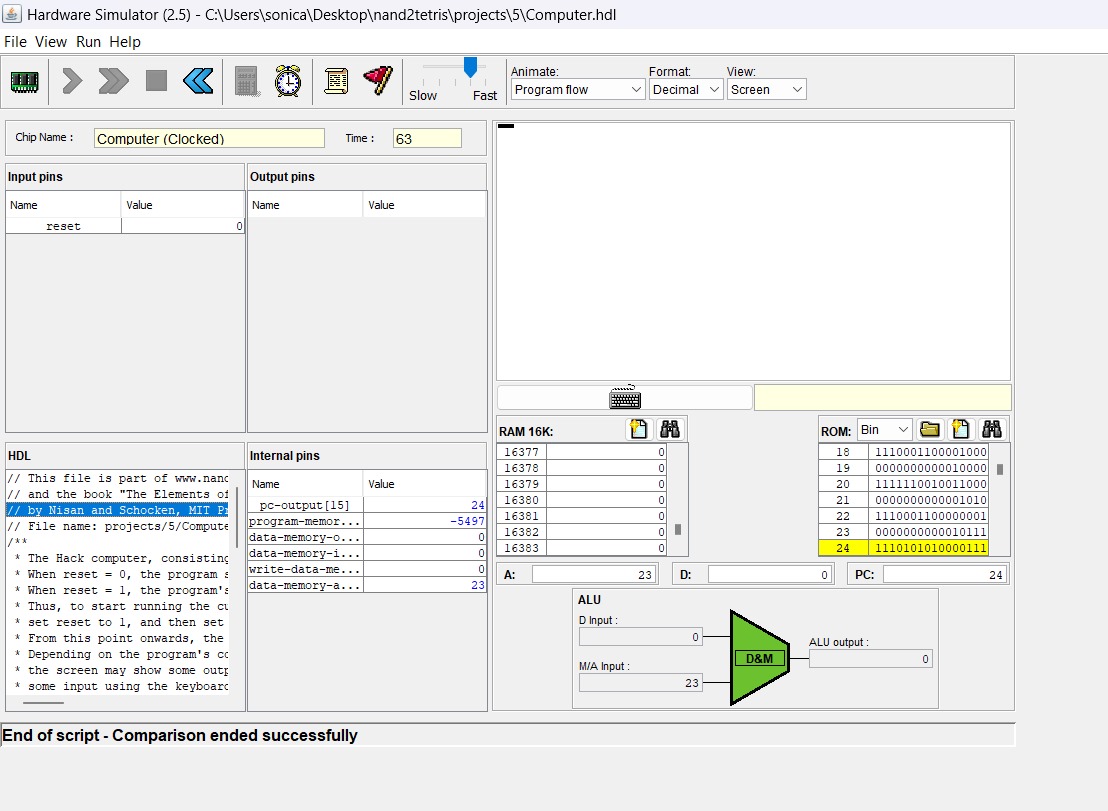 Hardware Simulator (2.5) - C:\Users\sonica\Desktop\nand2tetris\projects\5\Computer.hdl
File View Run Help
Slow Fast
Animate: Format: View:
Program flow Decimal Screen
Chip Name : Computer (Clocked) Time : 63
Input pins
Name Value
reset 0
Output pins
Name Value
HDL
// This file is part of www.nand
// and the book "The Elements of
// by Nisan and Schocken, MIT Pr
// File name: projects/5/Compute
/**
* The Hack computer, consisting
* When reset = 0, the program s
* When reset = 1, the program's
* Thus, to start running the cu
* set reset to 1, and then set
* From this point onwards, the
* Depending on the program's co
* the screen may show some outp
* some input using the keyboard
Internal pins
Name Value
pc-output[15] 24
program-memor... -5497
data-memory-o... 0
data-memory-i... 0
write-data-me... 0
data-memory-a... 23
RAM 16K:
16377 0
16378 0
16379 0
16380 0
16381 0
16382 0
16383 0
ROM: Bin
18 1110001100001000
19 0000000000010000
20 1111110010011000
21 0000000000001010
22 1110001100000001
23 0000000000010111
24 1110101010000111
A: 23 D: 0 PC: 24
ALU
D Input :
0
M/A Input :
23
D&M
ALU output :
0
End of script - Comparison ended successfully